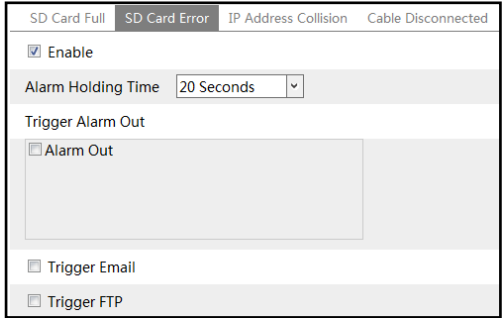 SD Card Full SD Card Error IP Address Collision Cable Disconnected
Enable
Alarm Holding Time 20 Seconds
Trigger Alarm Out
Alarm Out
Trigger Email
Trigger FTP